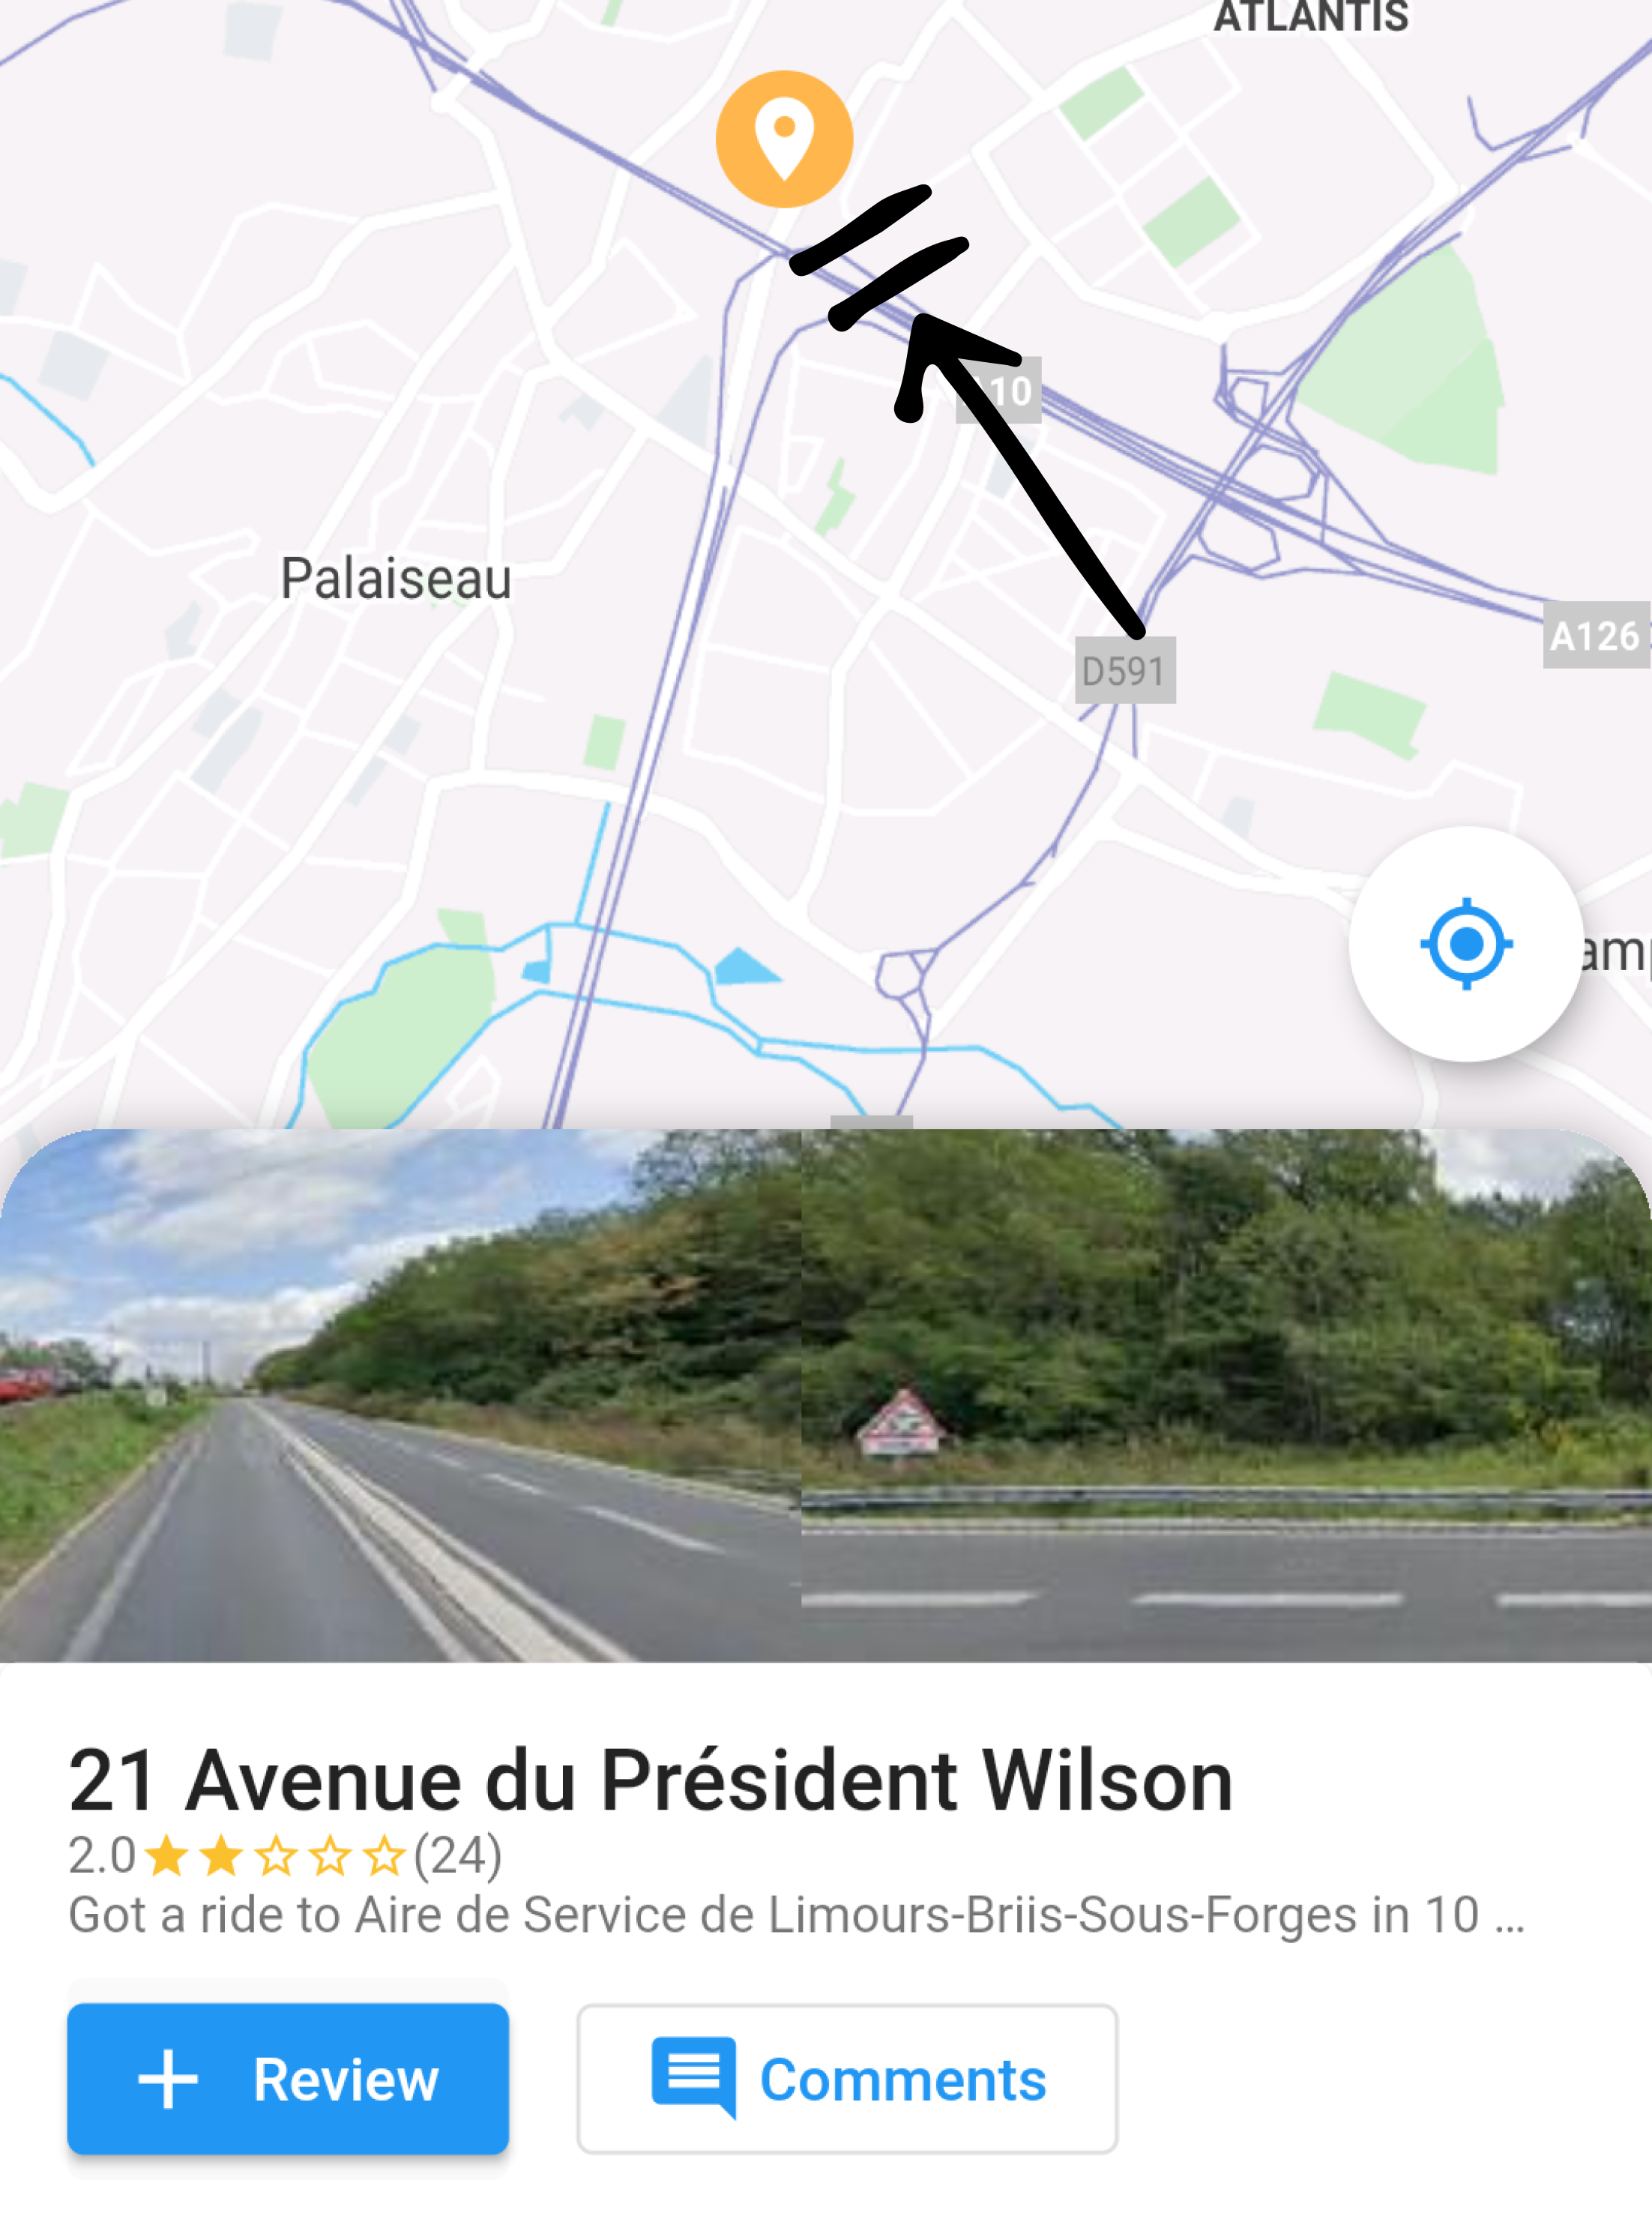 ATLANTIS
10
Palaiseau
A126
D591
21 Avenue du Président Wilson
2.0 (24)
Got a ride to Aire de Service de Limours-Briis-Sous-Forges in 10 ...
Review
Comments